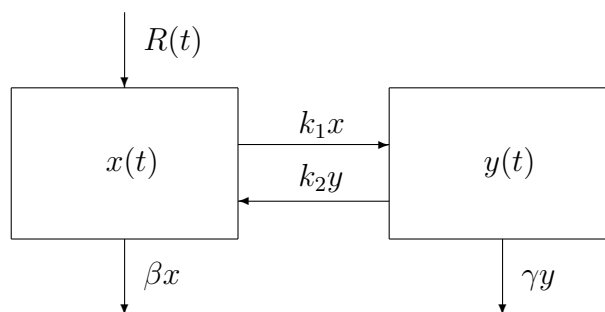 R(t)
k₁x
x(t)
y(t)
k₂y
βx
γy